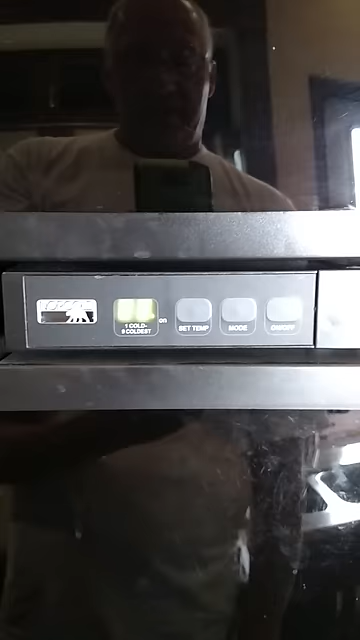 1 COLD-
9 COLDEST
on
SET TEMP
MODE
ON/OFF